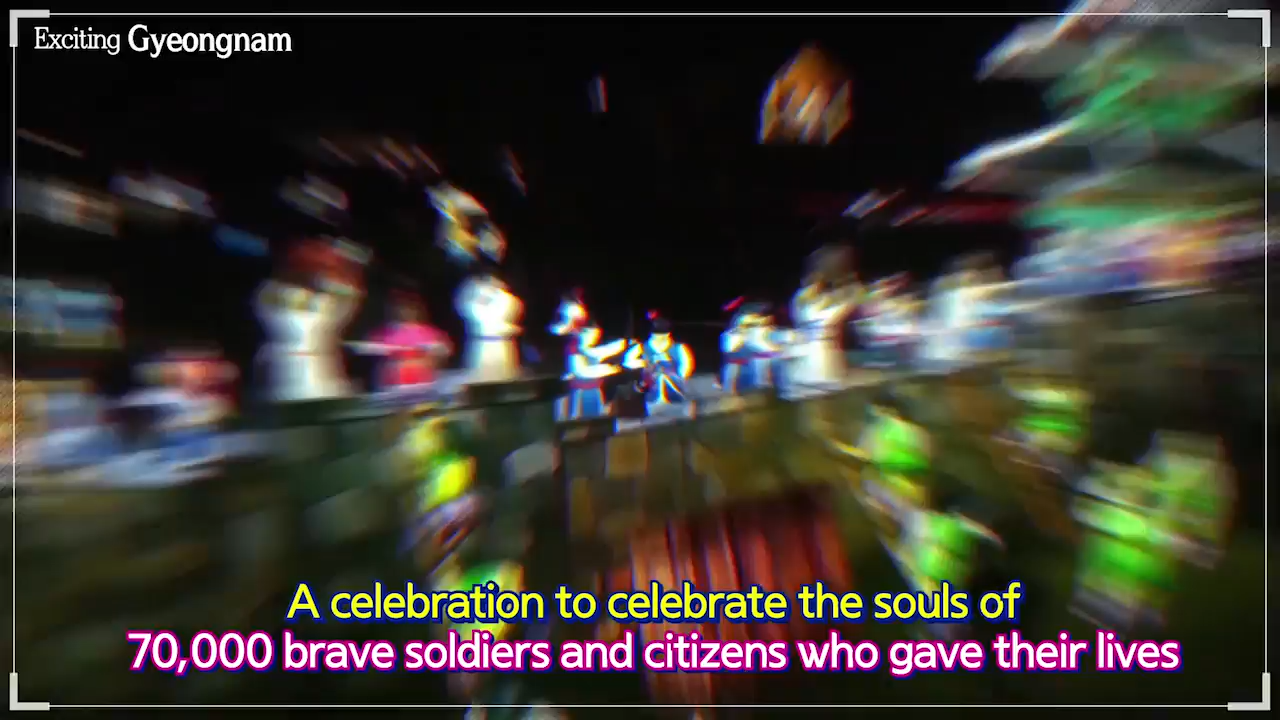 Exciting Gyeongnam
A celebration to celebrate the souls of
70,000 brave soldiers and citizens who gave their lives